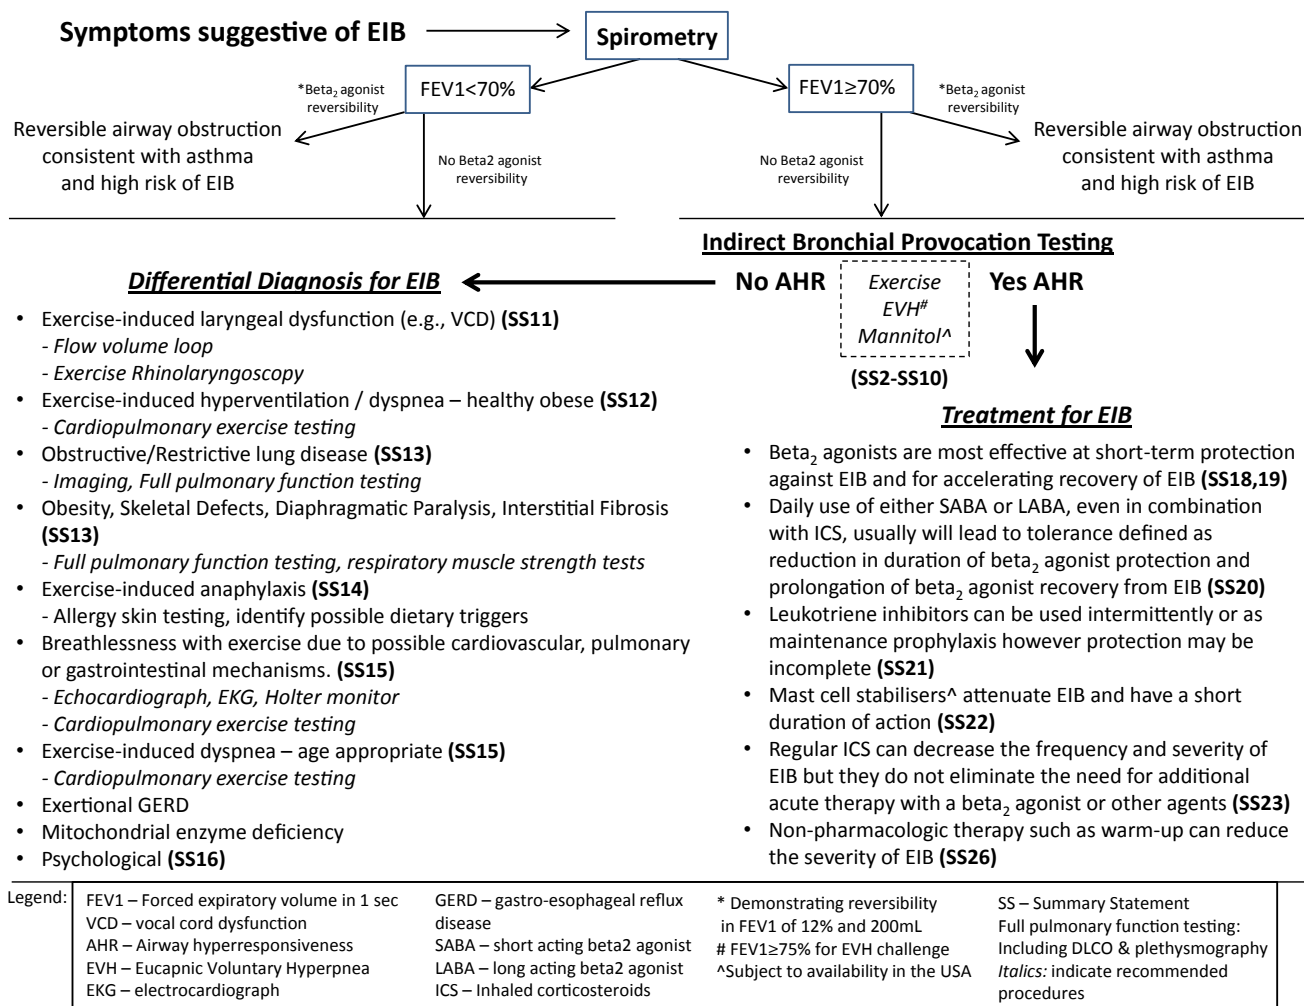 Symptoms suggestive of EIB
Spirometry
FEV1<70%
FEV1≥70%
*Beta₂ agonist
reversibility
*Beta₂ agonist
reversibility
Reversible airway obstruction
consistent with asthma
and high risk of EIB
No Beta2 agonist
reversibility
No Beta2 agonist
reversibility
Reversible airway obstruction
consistent with asthma
and high risk of EIB
Indirect Bronchial Provocation Testing
No AHR
Exercise
EVH#
Mannitol^
Yes AHR
(SS2-SS10)
Differential Diagnosis for EIB
• Exercise-induced laryngeal dysfunction (e.g., VCD) (SS11)
- Flow volume loop
- Exercise Rhinolaryngoscopy
• Exercise-induced hyperventilation / dyspnea – healthy obese (SS12)
- Cardiopulmonary exercise testing
• Obstructive/Restrictive lung disease (SS13)
- Imaging, Full pulmonary function testing
• Obesity, Skeletal Defects, Diaphragmatic Paralysis, Interstitial Fibrosis
(SS13)
- Full pulmonary function testing, respiratory muscle strength tests
• Exercise-induced anaphylaxis (SS14)
- Allergy skin testing, identify possible dietary triggers
• Breathlessness with exercise due to possible cardiovascular, pulmonary
or gastrointestinal mechanisms. (SS15)
- Echocardiograph, EKG, Holter monitor
- Cardiopulmonary exercise testing
• Exercise-induced dyspnea – age appropriate (SS15)
- Cardiopulmonary exercise testing
• Exertional GERD
• Mitochondrial enzyme deficiency
• Psychological (SS16)
Treatment for EIB
• Beta₂ agonists are most effective at short-term protection
against EIB and for accelerating recovery of EIB (SS18,19)
• Daily use of either SABA or LABA, even in combination
with ICS, usually will lead to tolerance defined as
reduction in duration of beta₂ agonist protection and
prolongation of beta₂ agonist recovery from EIB (SS20)
• Leukotriene inhibitors can be used intermittently or as
maintenance prophylaxis however protection may be
incomplete (SS21)
• Mast cell stabilisers^ attenuate EIB and have a short
duration of action (SS22)
• Regular ICS can decrease the frequency and severity of
EIB but they do not eliminate the need for additional
acute therapy with a beta₂ agonist or other agents (SS23)
• Non-pharmacologic therapy such as warm-up can reduce
the severity of EIB (SS26)
Legend:
FEV1 – Forced expiratory volume in 1 sec
VCD – vocal cord dysfunction
AHR – Airway hyperresponsiveness
EVH – Eucapnic Voluntary Hyperpnea
EKG – electrocardiograph
GERD – gastro-esophageal reflux
disease
SABA – short acting beta2 agonist
LABA – long acting beta2 agonist
ICS – Inhaled corticosteroids
* Demonstrating reversibility
in FEV1 of 12% and 200mL
# FEV1≥75% for EVH challenge
^Subject to availability in the USA
SS – Summary Statement
Full pulmonary function testing:
Including DLCO & plethysmography
Italics: indicate recommended
procedures